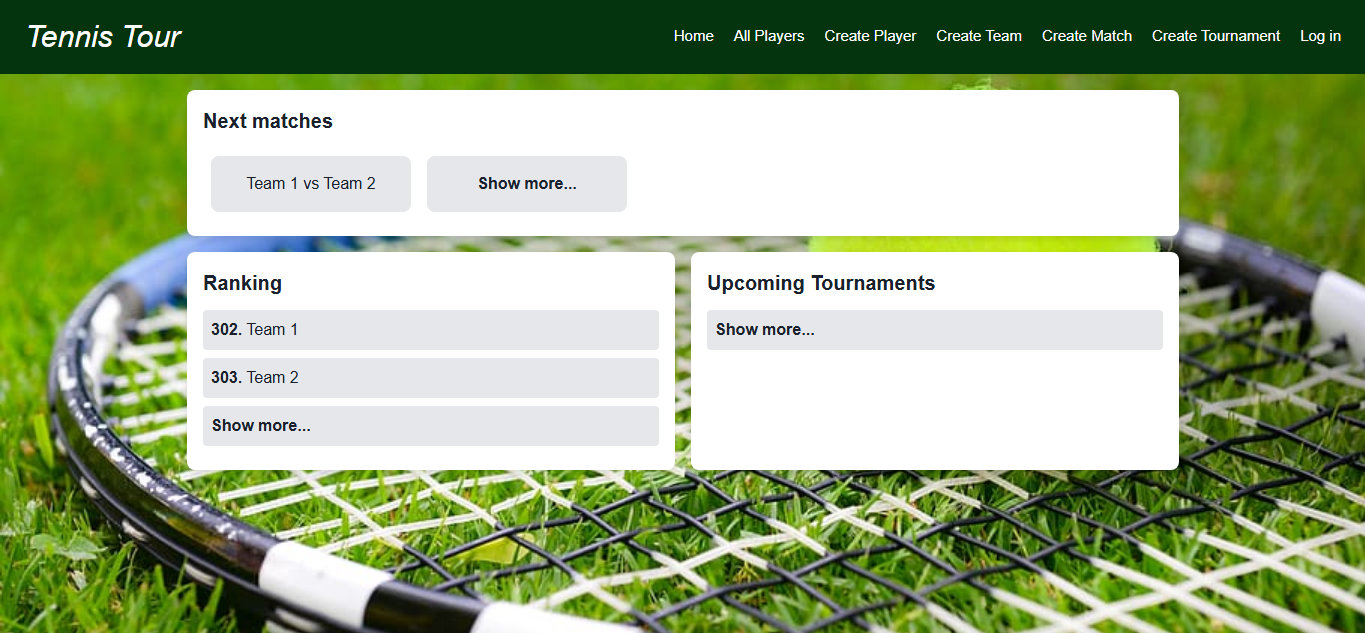 Tennis Tour
Home All Players Create Player Create Team Create Match Create Tournament Log in
Next matches
Team 1 vs Team 2 Show more...
Ranking
302. Team 1
303. Team 2
Show more...
Upcoming Tournaments
Show more...